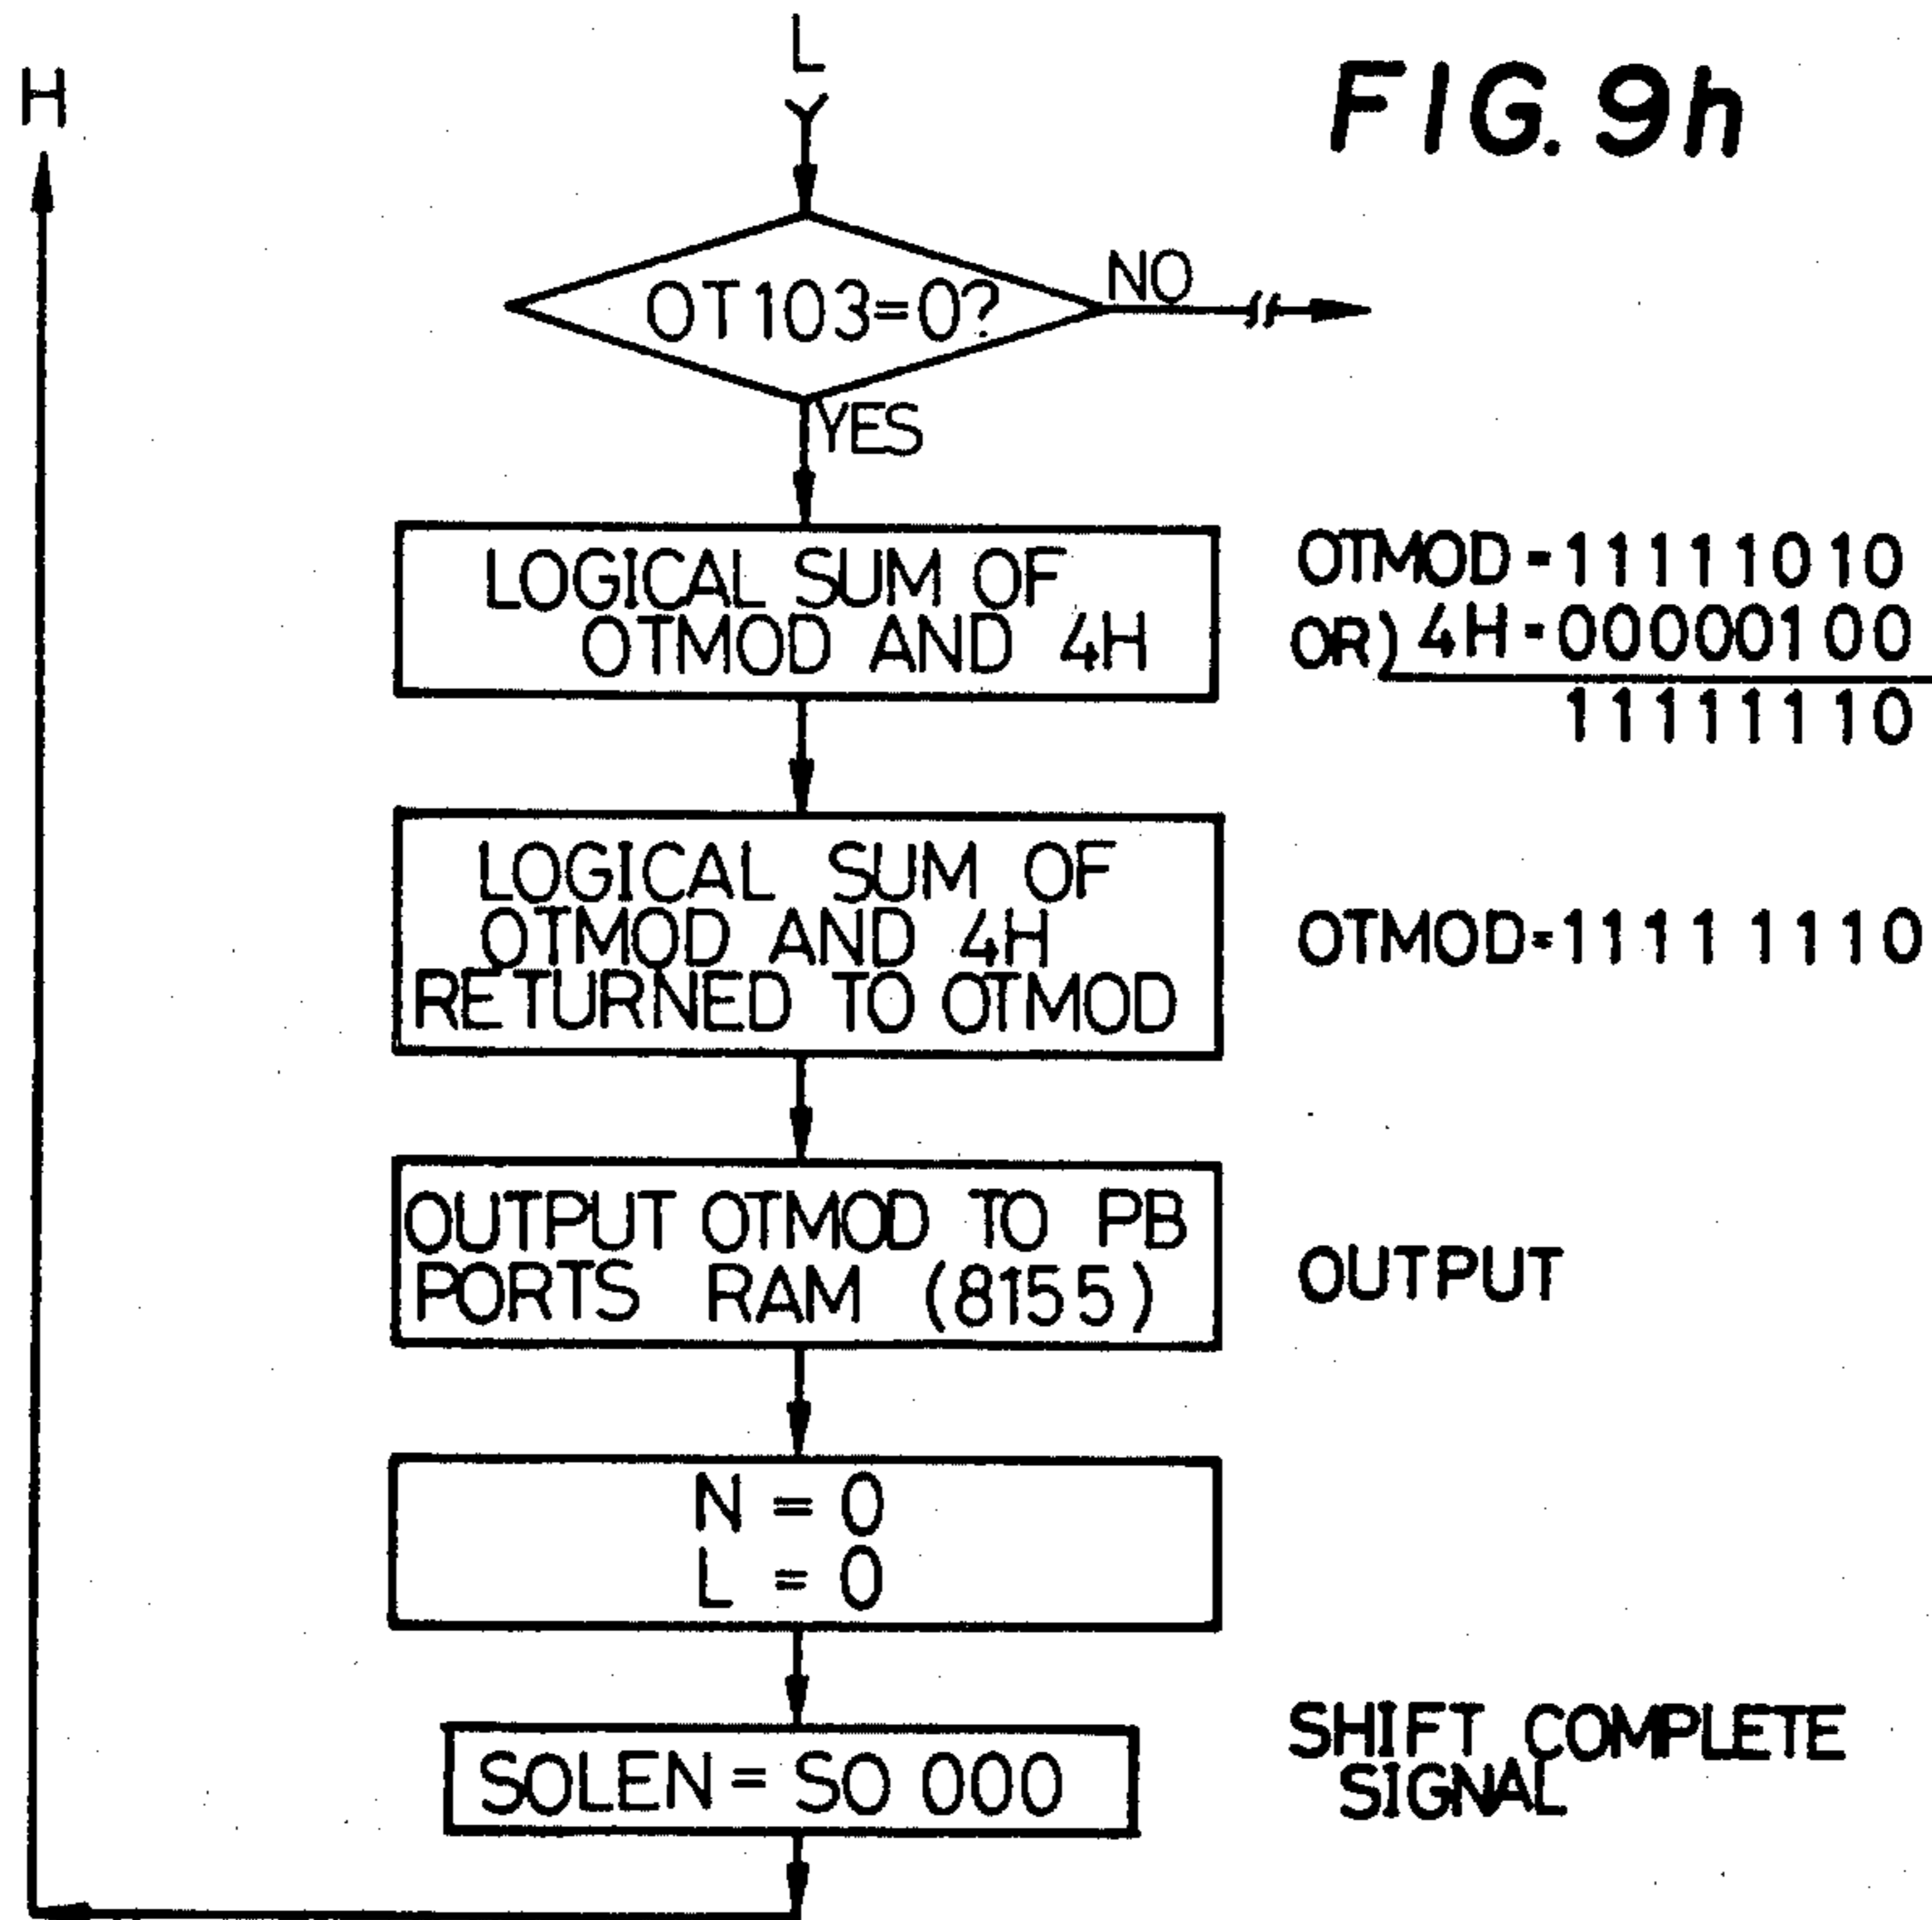 H
L
FIG. 9h
OT103=0?
NO
YES
LOGICAL SUM OF
OTMOD AND 4H
OTMOD=11111010
OR) 4H=00000100
11111110
LOGICAL SUM OF
OTMOD AND 4H
RETURNED TO OTMOD
OTMOD=11111110
OUTPUT OTMOD TO PB
PORTS RAM (8155)
OUTPUT
N = 0
L = 0
SOLEN = SO 000
SHIFT COMPLETE
SIGNAL